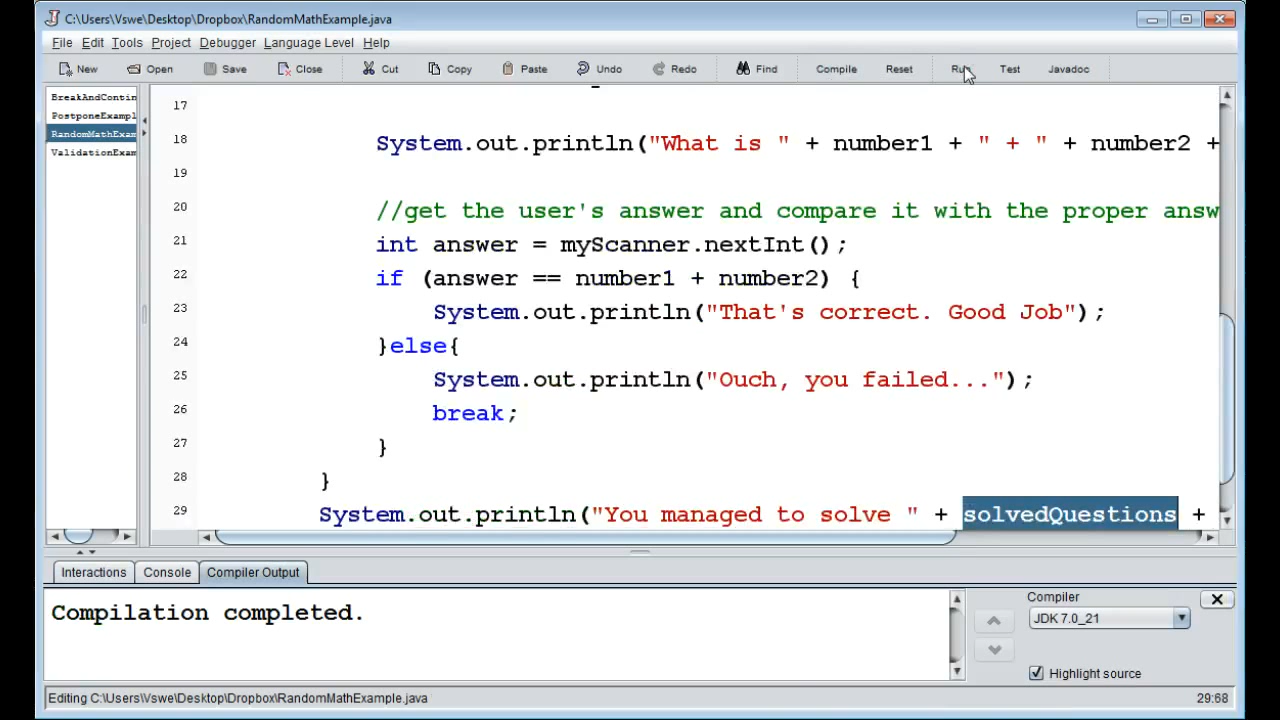 C:\Users\Vswe\Desktop\Dropbox\RandomMathExample.java
File Edit Tools Project Debugger Language Level Help
New Open Save Close Cut Copy Paste Undo Redo Find Compile Reset Run Test Javadoc
BreakAndContin
PostponeExampl
RandomMathExam
ValidationExam
17
18 System.out.println("What is " + number1 + " + " + number2 +
19
20 //get the user's answer and compare it with the proper answ
21 int answer = myScanner.nextInt();
22 if (answer == number1 + number2) {
23 System.out.println("That's correct. Good Job");
24 }else{
25 System.out.println("Ouch, you failed...");
26 break;
27 }
28 }
29 System.out.println("You managed to solve " + solvedQuestions +
Interactions Console Compiler Output
Compilation completed.
Compiler
JDK 7.0_21
Highlight source
Editing C:\Users\Vswe\Desktop\Dropbox\RandomMathExample.java 29:68